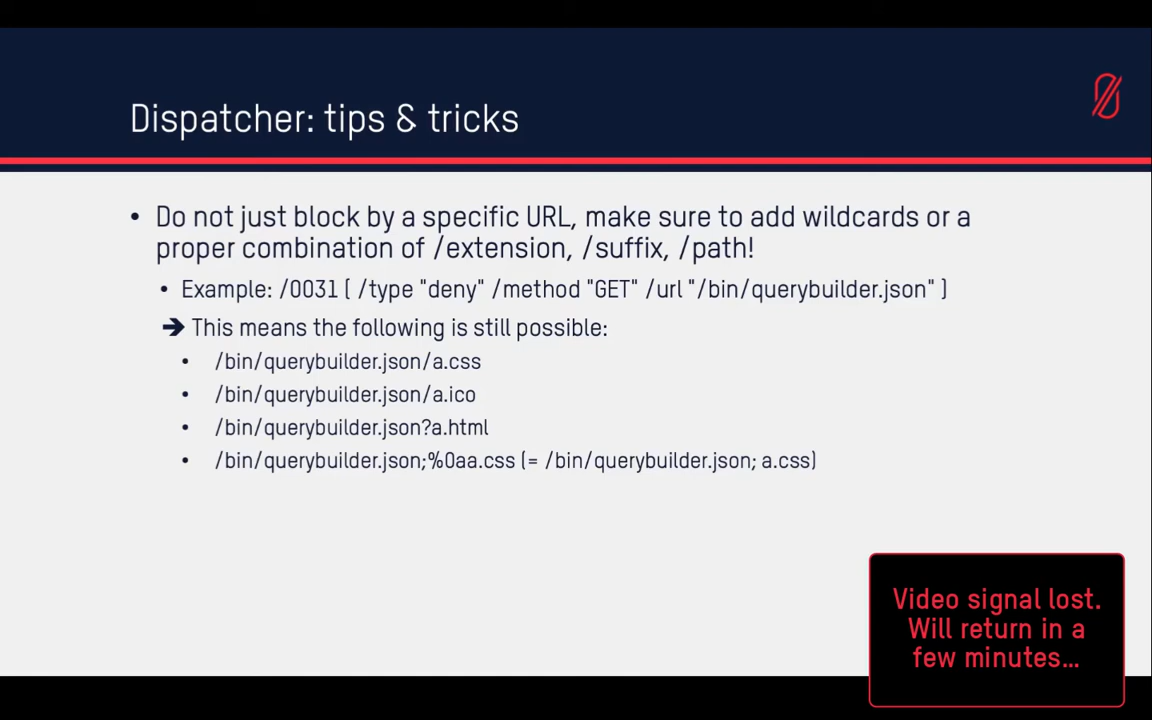 Dispatcher: tips & tricks
• Do not just block by a specific URL, make sure to add wildcards or a
proper combination of /extension, /suffix, /path!
• Example: /0031 { /type "deny" /method "GET" /url "/bin/querybuilder.json" }
➔ This means the following is still possible:
• /bin/querybuilder.json/a.css
• /bin/querybuilder.json/a.ico
• /bin/querybuilder.json?a.html
• /bin/querybuilder.json;%0aa.css (= /bin/querybuilder.json; a.css)
Video signal lost.
Will return in a
few minutes...